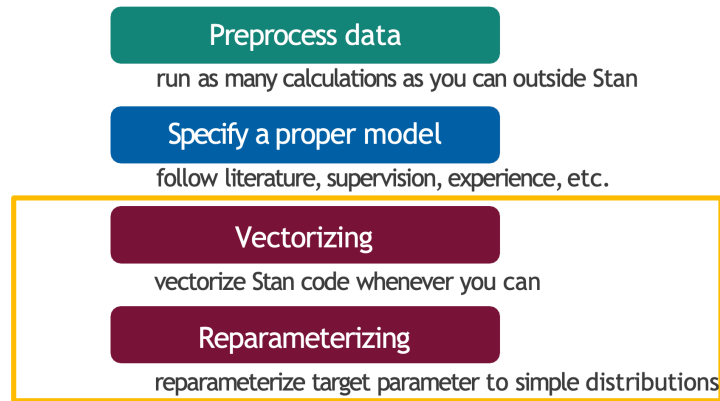 Preprocess data
run as many calculations as you can outside Stan
Specify a proper model
follow literature, supervision, experience, etc.
Vectorizing
vectorize Stan code whenever you can
Reparameterizing
reparameterize target parameter to simple distributions